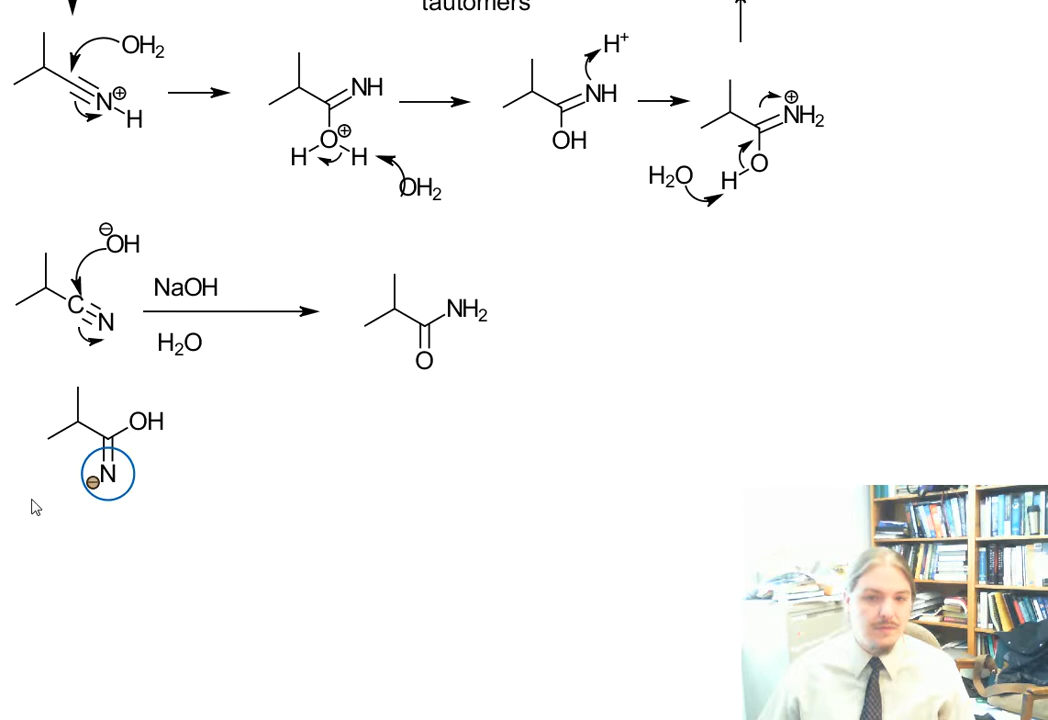 tautomers
OH2
N⊕
H
NH
O⊕
H H
OH2
H+
NH
OH
⊕
NH2
O
H
H2O
⊖
OH
C
N
NaOH
H2O
NH2
O
OH
N
⊖